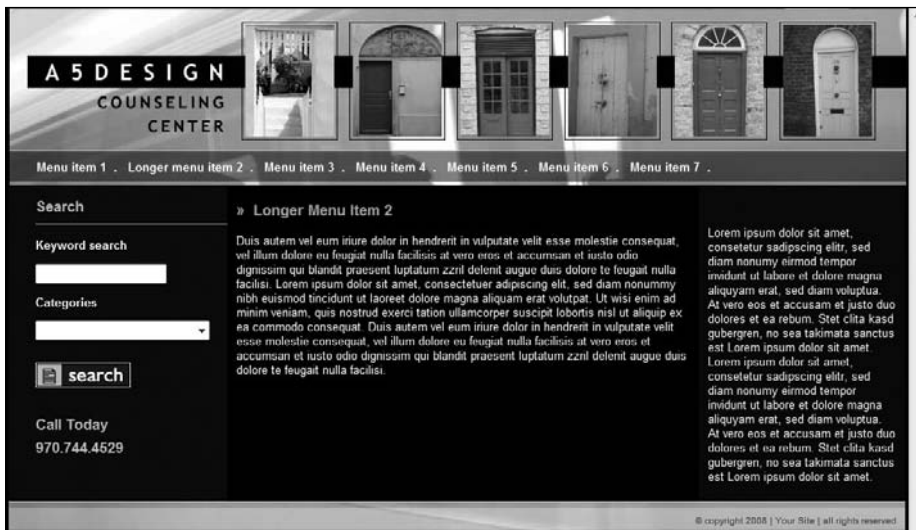 A5DESIGN
COUNSELING
CENTER
Menu item 1 . Longer menu item 2 . Menu item 3 . Menu item 4 . Menu item 5 . Menu item 6 . Menu item 7 .
Search
Keyword search
Categories
search
Call Today
970.744.4529
» Longer Menu Item 2
Duis autem vel eum iriure dolor in hendrerit in vulputate velit esse molestie consequat,
vel illum dolore eu feugiat nulla facilisis at vero eros et accumsan et iusto odio
dignissim qui blandit praesent luptatum zzril delenit augue duis dolore te feugait nulla
facilisi. Lorem ipsum dolor sit amet, consectetuer adipiscing elit, sed diam nonummy
nibh euismod tincidunt ut laoreet dolore magna aliquam erat volutpat. Ut wisi enim ad
minim veniam, quis nostrud exerci tation ullamcorper suscipit lobortis nisl ut aliquip ex
ea commodo consequat. Duis autem vel eum iriure dolor in hendrerit in vulputate velit
esse molestie consequat, vel illum dolore eu feugiat nulla facilisis at vero eros et
accumsan et iusto odio dignissim qui blandit praesent luptatum zzril delenit augue duis
dolore te feugait nulla facilisi.
Lorem ipsum dolor sit amet,
consetetur sadipscing elitr, sed
diam nonumy eirmod tempor
invidunt ut labore et dolore magna
aliquyam erat, sed diam voluptua.
At vero eos et accusam et justo duo
dolores et ea rebum. Stet clita kasd
gubergren, no sea takimata sanctus
est Lorem ipsum dolor sit amet.
Lorem ipsum dolor sit amet,
consetetur sadipscing elitr, sed
diam nonumy eirmod tempor
invidunt ut labore et dolore magna
aliquyam erat, sed diam voluptua.
At vero eos et accusam et justo duo
dolores et ea rebum. Stet clita kasd
gubergren, no sea takimata sanctus
est Lorem ipsum dolor sit amet.
© copyright 2008 | Your Site | all rights reserved